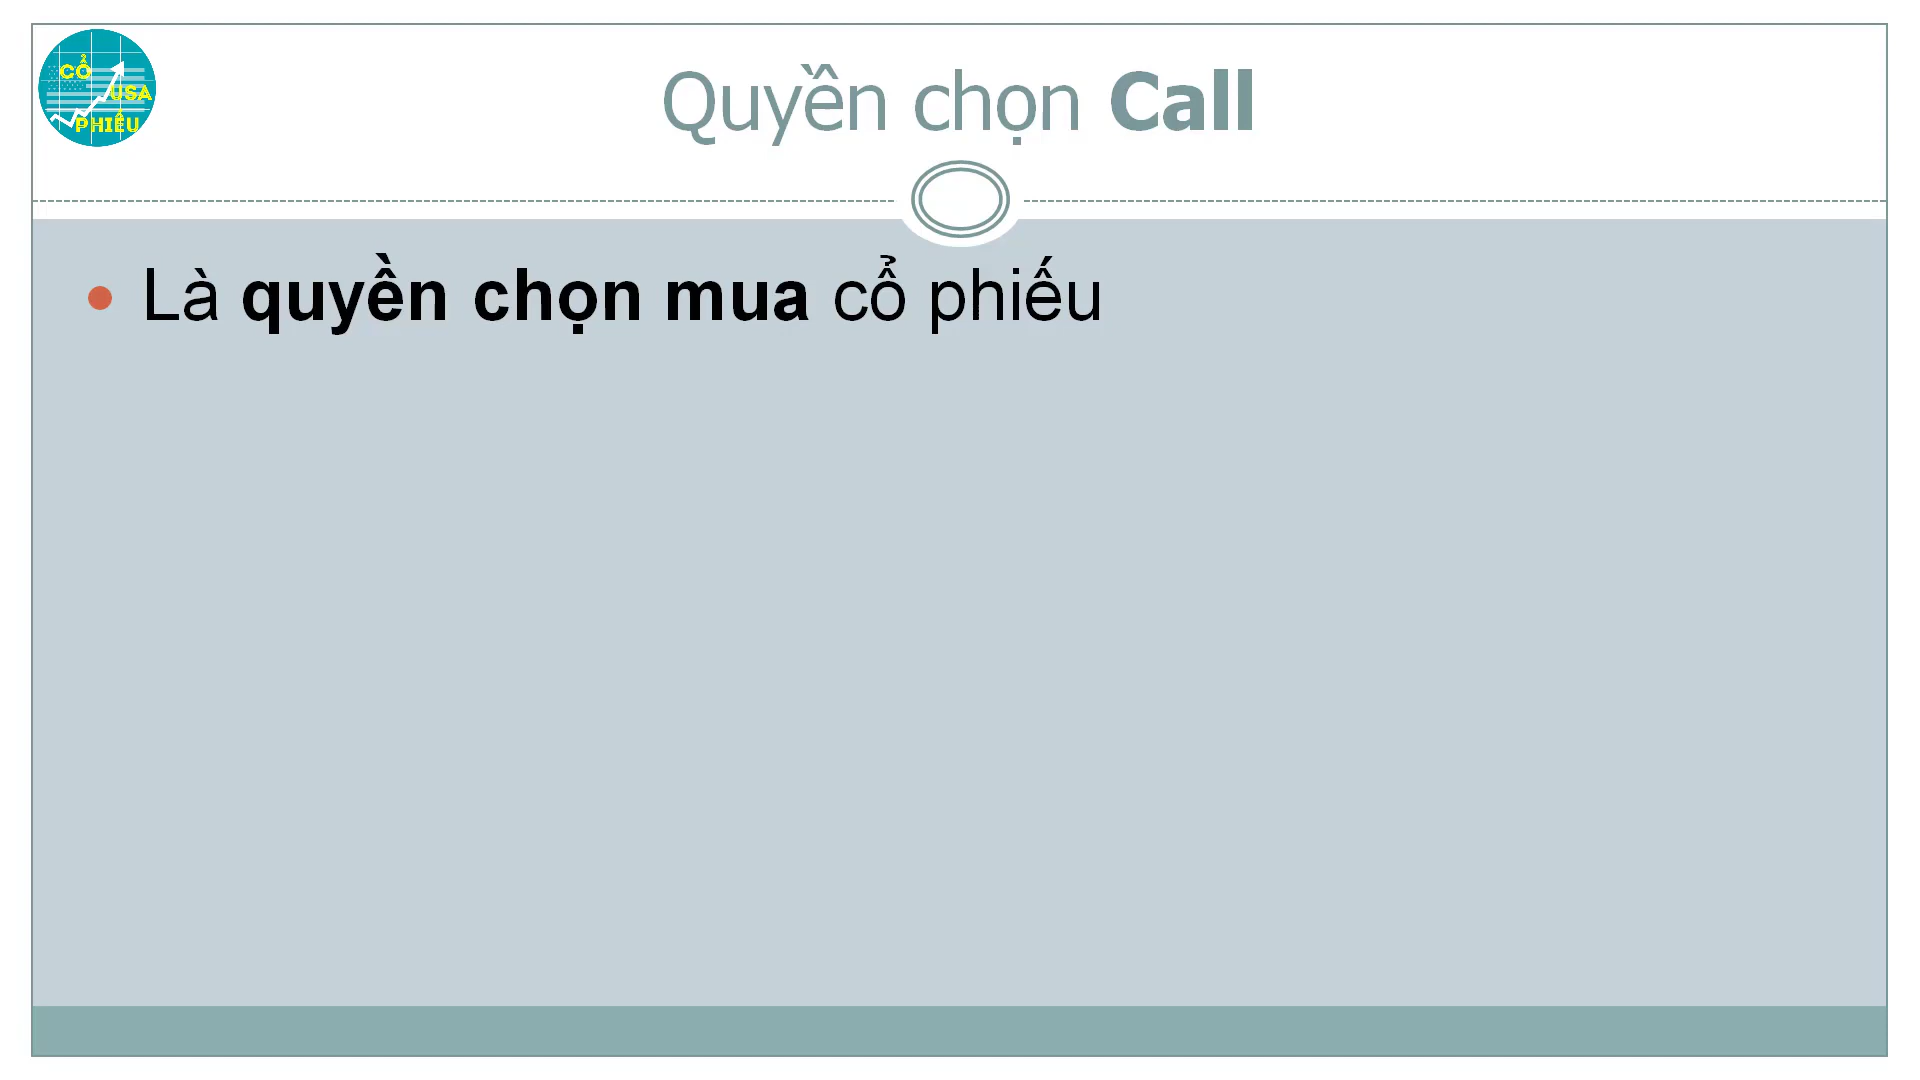 CỔ
USA
PHIẾU
Quyền chọn Call
Là quyền chọn mua cổ phiếu